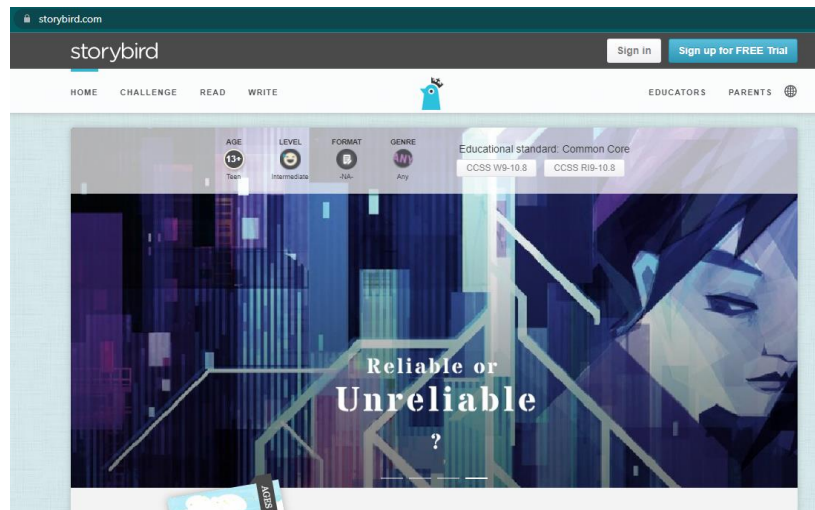 storybird.com
storybird
Sign in
Sign up for FREE Trial
HOME CHALLENGE READ WRITE
EDUCATORS PARENTS
AGE LEVEL FORMAT GENRE
13+ ANY
Teen Intermediate -NA- Any
Educational standard: Common Core
CCSS W9-10.8 CCSS RI9-10.8
Reliable or
Unreliable
?
AGES